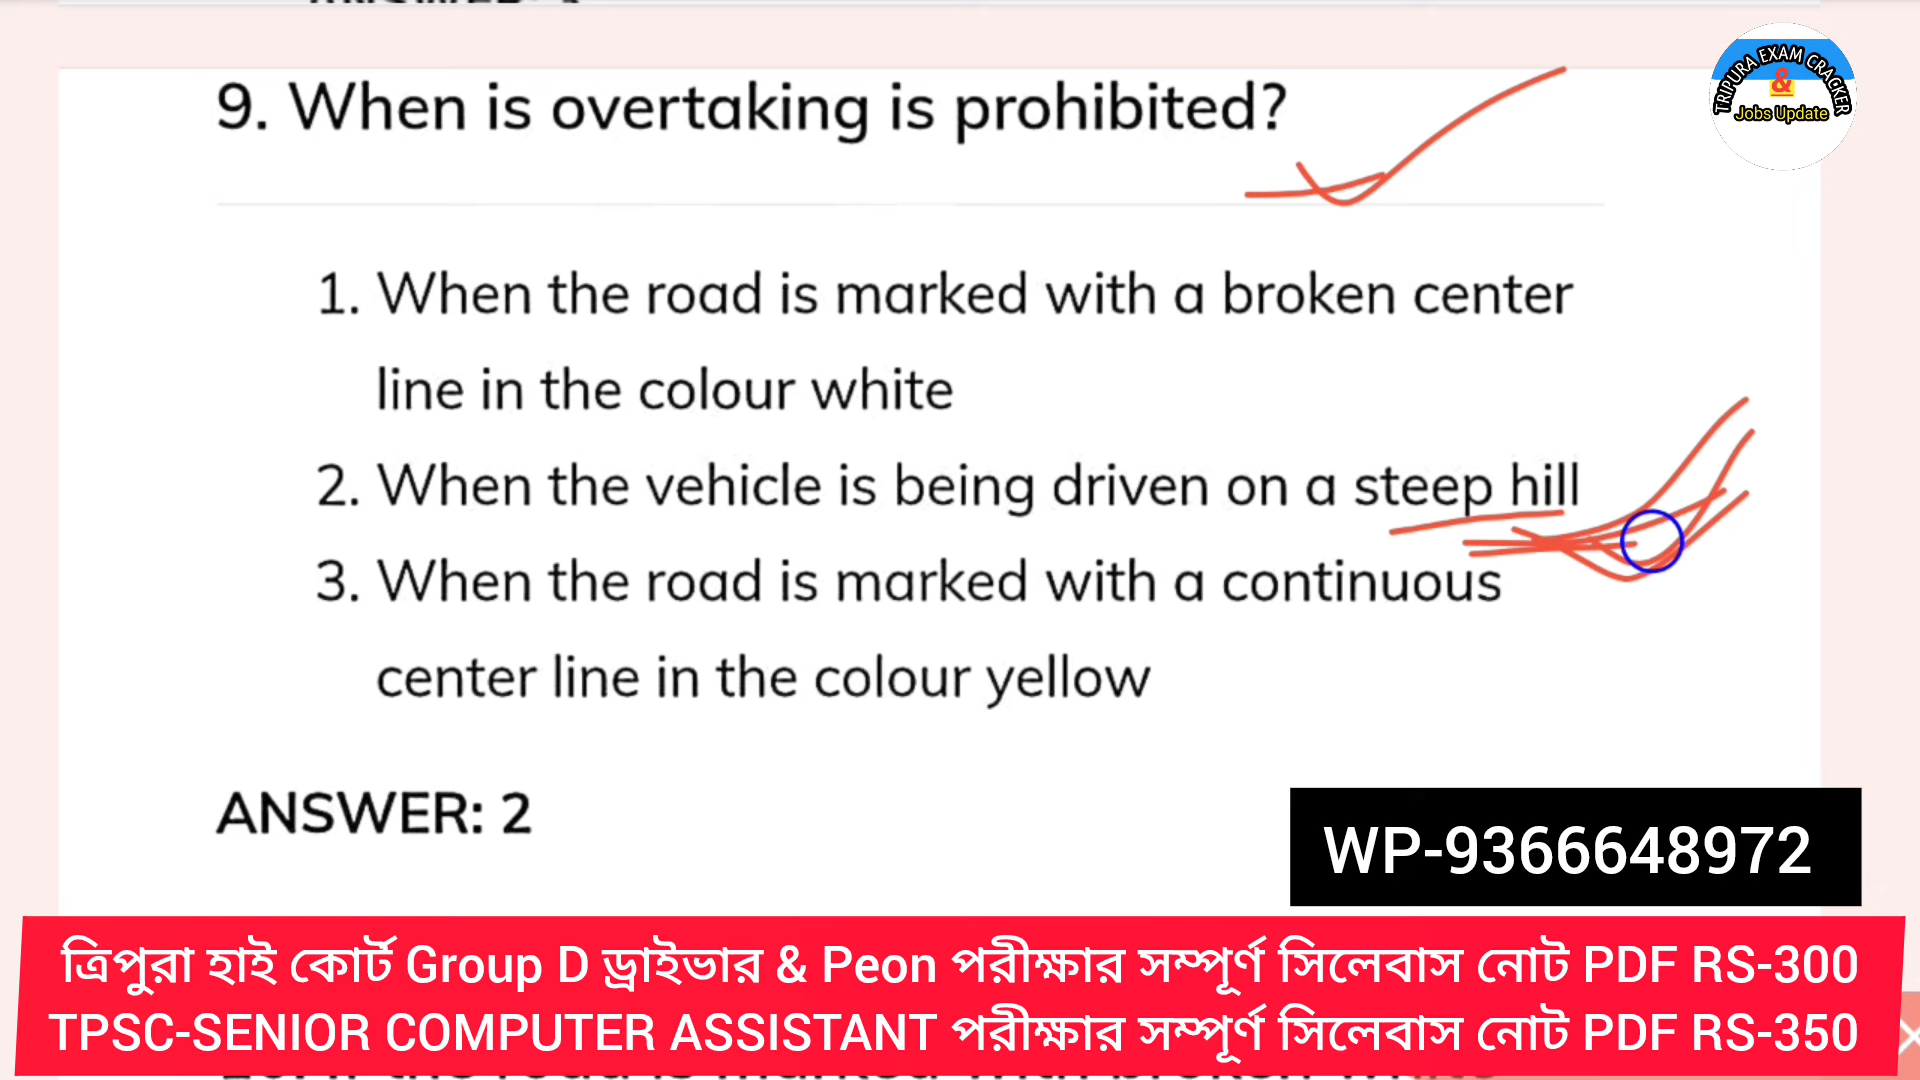 TRIPURA EXAM CRACKER
&
Jobs Update
9. When is overtaking is prohibited?
1. When the road is marked with a broken center
line in the colour white
2. When the vehicle is being driven on a steep hill
3. When the road is marked with a continuous
center line in the colour yellow
ANSWER: 2
WP-9366648972
ত্রিপুরা হাই কোর্ট Group D ড্রাইভার & Peon পরীক্ষার সম্পূর্ণ সিলেবাস নোট PDF RS-300
TPSC-SENIOR COMPUTER ASSISTANT পরীক্ষার সম্পূর্ণ সিলেবাস নোট PDF RS-350